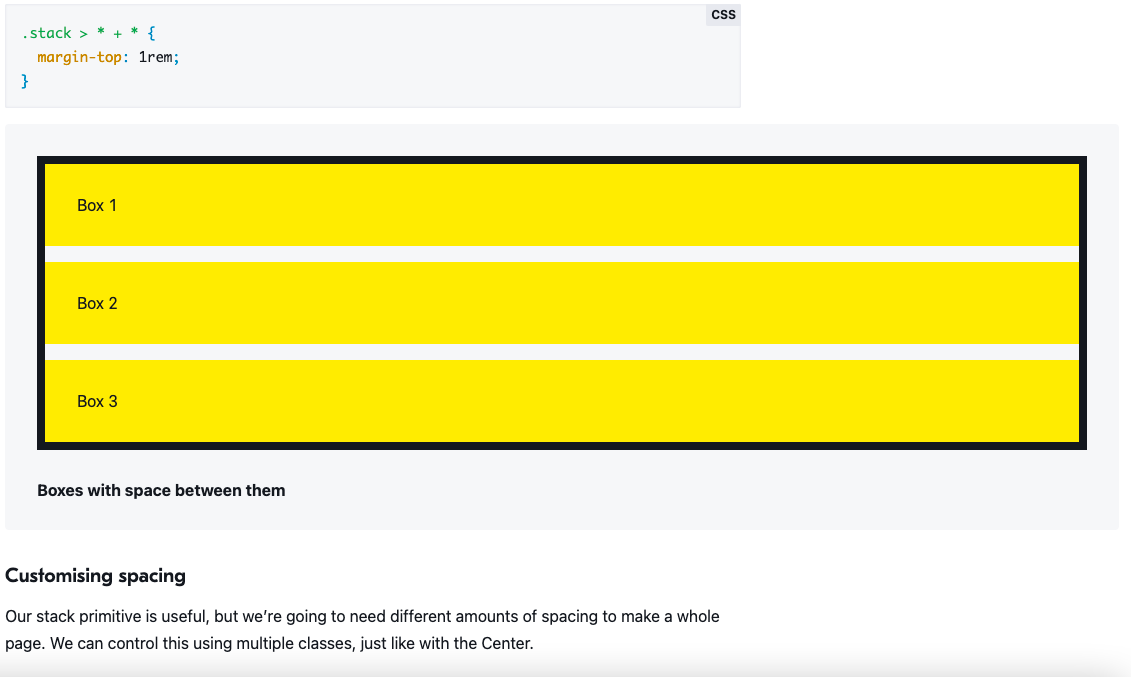 CSS
.stack > * + * {
  margin-top: 1rem;
}
Box 1
Box 2
Box 3
Boxes with space between them
Customising spacing
Our stack primitive is useful, but we’re going to need different amounts of spacing to make a whole
page. We can control this using multiple classes, just like with the Center.